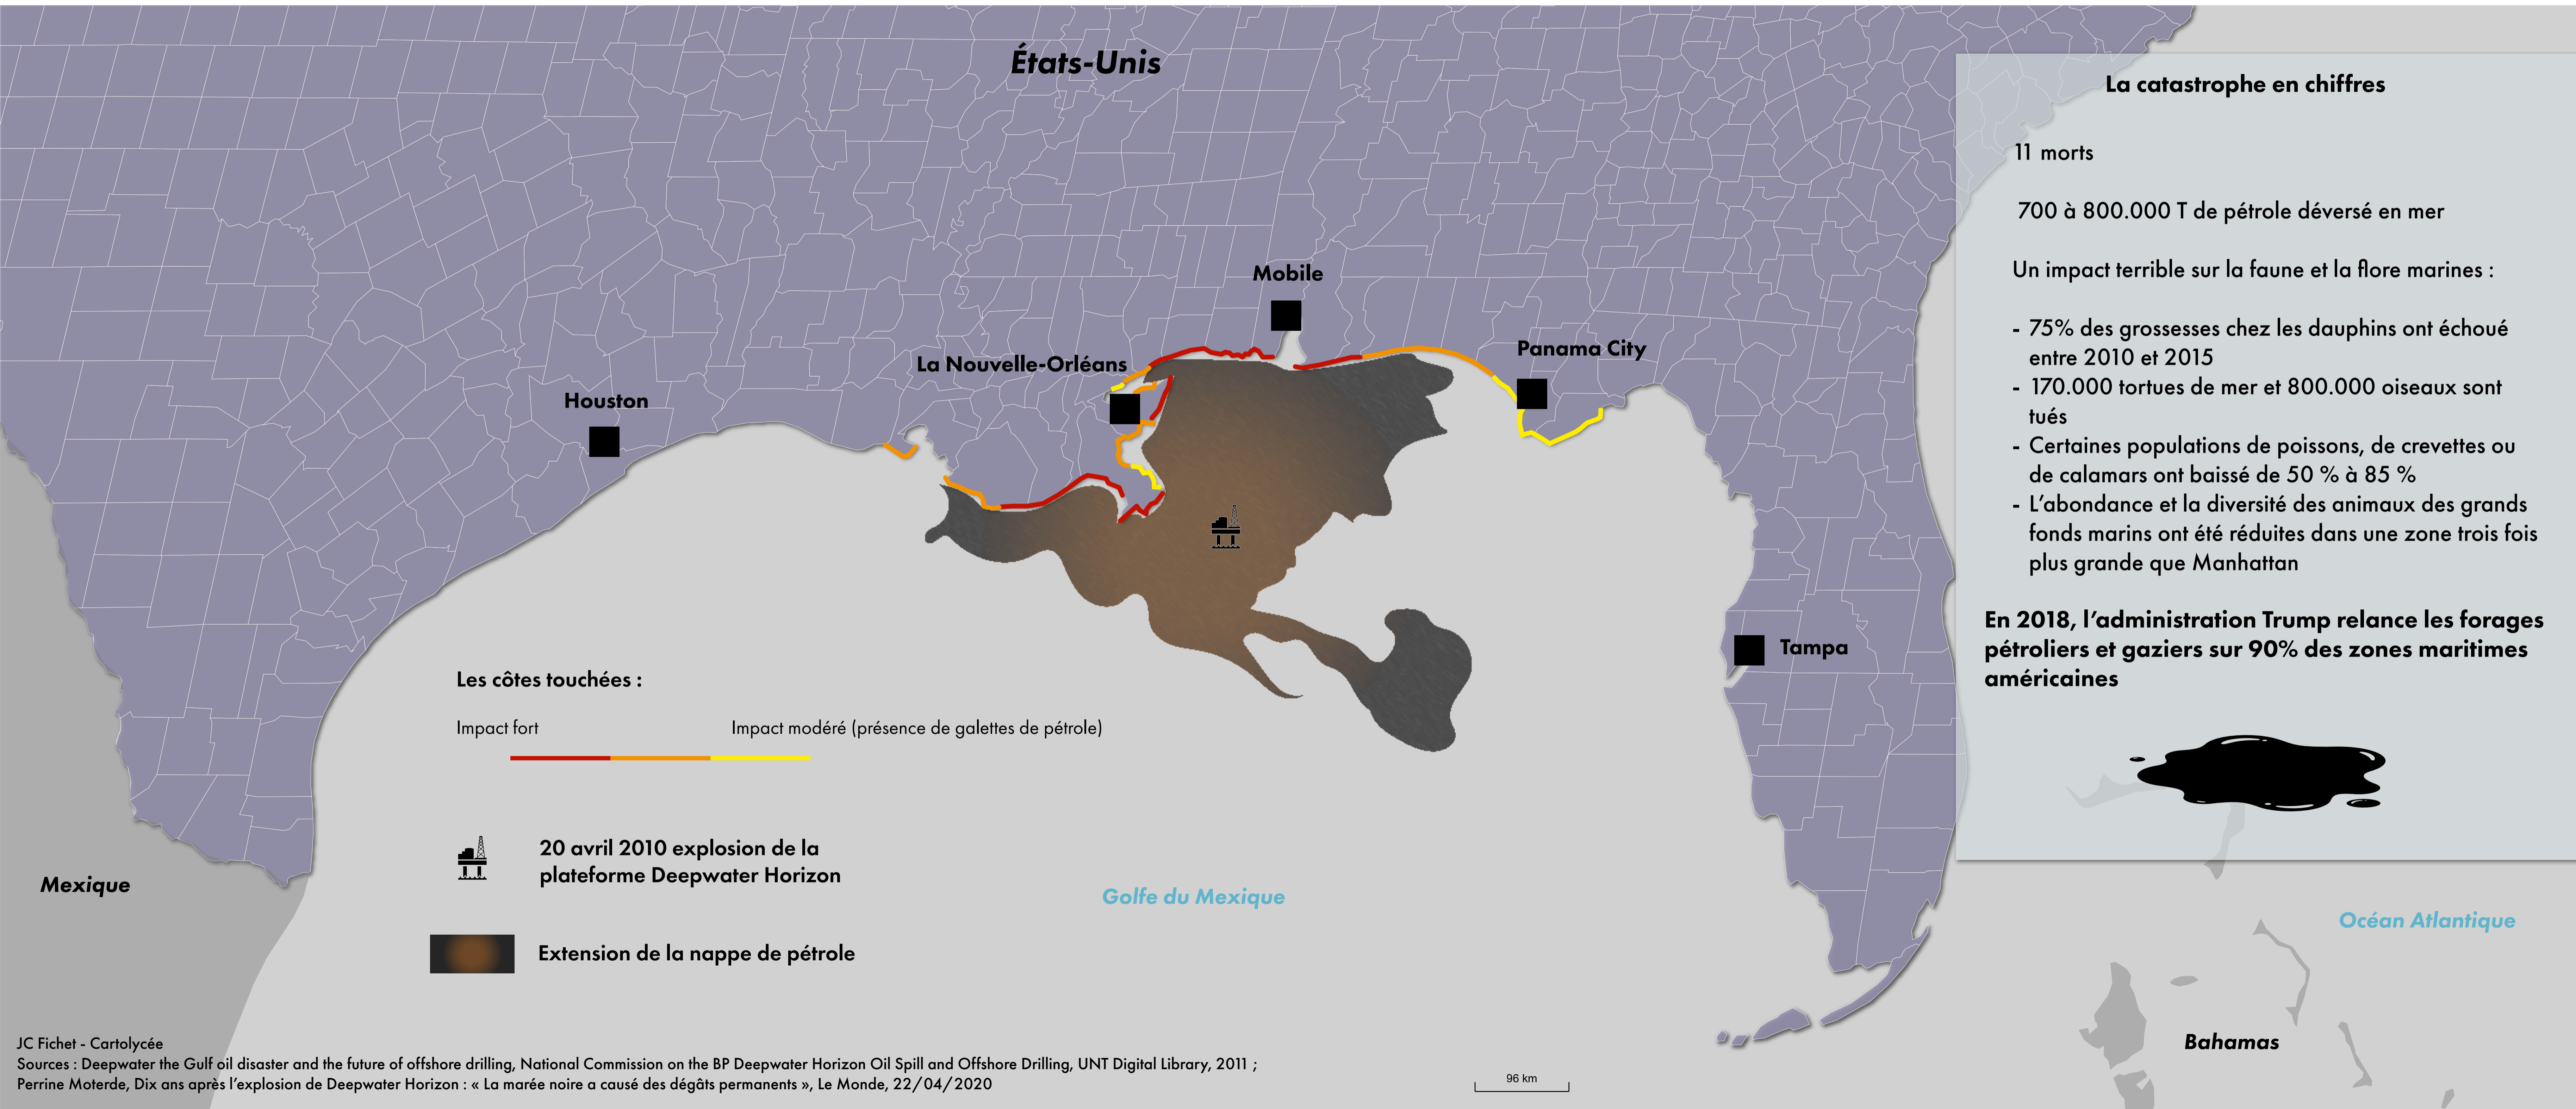 États-Unis
La catastrophe en chiffres
11 morts
700 à 800.000 T de pétrole déversé en mer
Un impact terrible sur la faune et la flore marines :
- 75% des grossesses chez les dauphins ont échoué
entre 2010 et 2015
- 170.000 tortues de mer et 800.000 oiseaux sont
tués
- Certaines populations de poissons, de crevettes ou
de calamars ont baissé de 50 % à 85 %
- L'abondance et la diversité des animaux des grands
fonds marins ont été réduites dans une zone trois fois
plus grande que Manhattan
En 2018, l'administration Trump relance les forages
pétroliers et gaziers sur 90% des zones maritimes
américaines
Mobile
La Nouvelle-Orléans
Panama City
Houston
Tampa
Les côtes touchées :
Impact fort
Impact modéré (présence de galettes de pétrole)
20 avril 2010 explosion de la
plateforme Deepwater Horizon
Extension de la nappe de pétrole
Mexique
Golfe du Mexique
Océan Atlantique
Bahamas
JC Fichet - Cartolycée
Sources : Deepwater the Gulf oil disaster and the future of offshore drilling, National Commission on the BP Deepwater Horizon Oil Spill and Offshore Drilling, UNT Digital Library, 2011 ;
Perrine Moterde, Dix ans après l'explosion de Deepwater Horizon : « La marée noire a causé des dégâts permanents », Le Monde, 22/04/2020
96 km